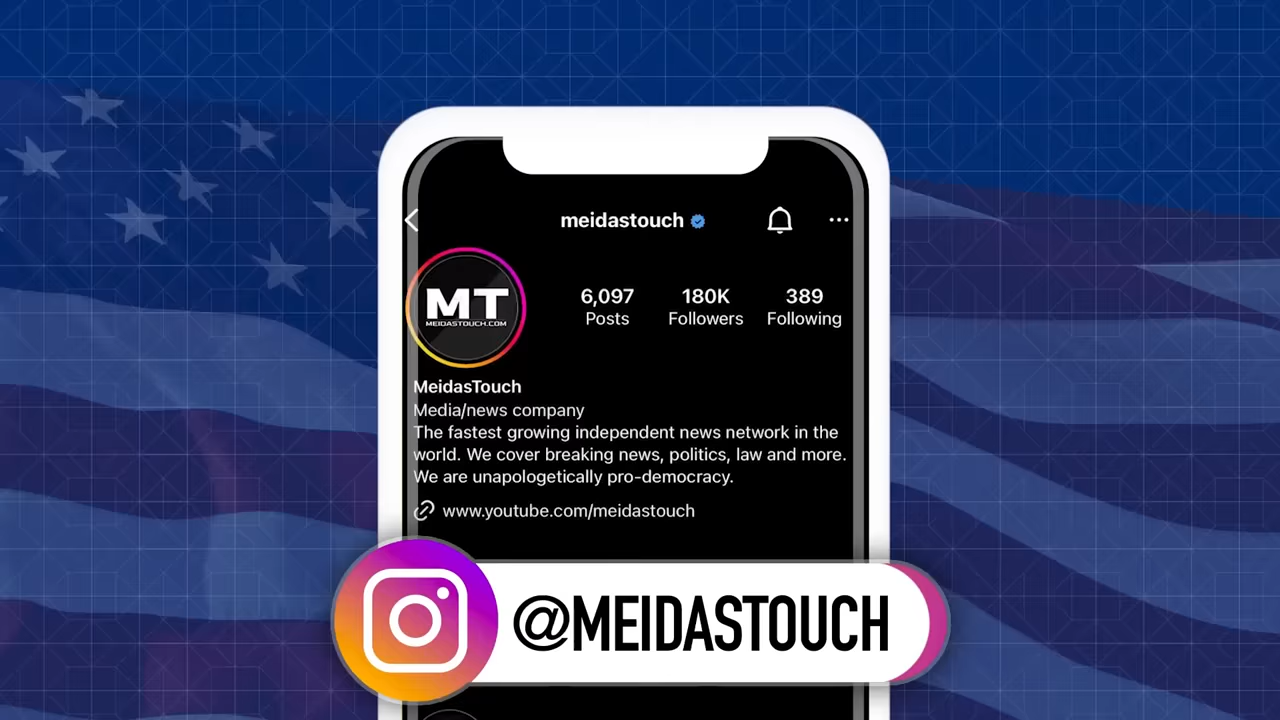 meidastouch
MT
MEIDASTOUCH.COM
6,097
Posts
180K
Followers
389
Following
MeidasTouch
Media/news company
The fastest growing independent news network in the
world. We cover breaking news, politics, law and more.
We are unapologetically pro-democracy.
www.youtube.com/meidastouch
@MEIDASTOUCH